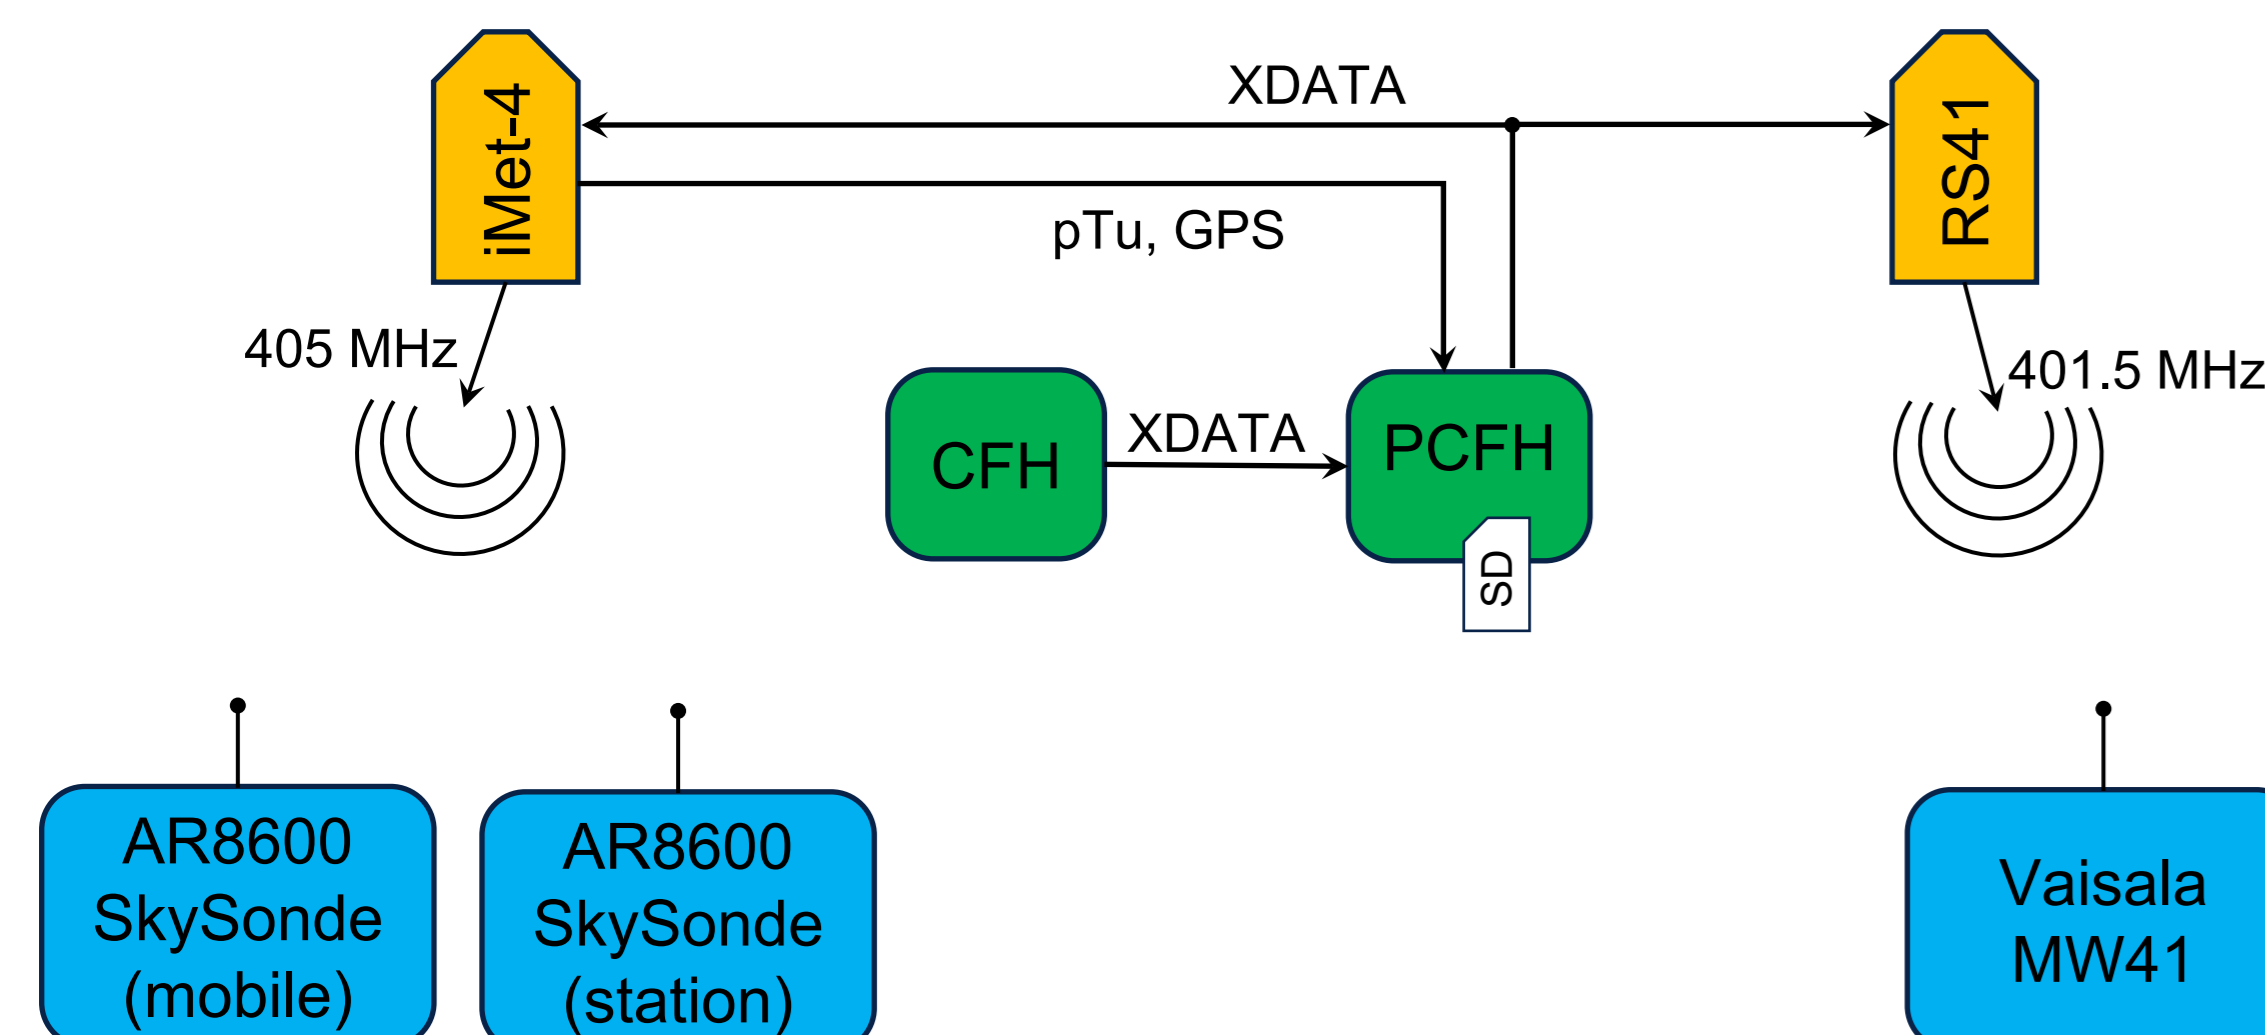 XDATA
iMet-4
RS41
pTu, GPS
405 MHz
401.5 MHz
CFH
XDATA
PCFH
SD
AR8600
SkySonde
(mobile)
AR8600
SkySonde
(station)
Vaisala
MW41